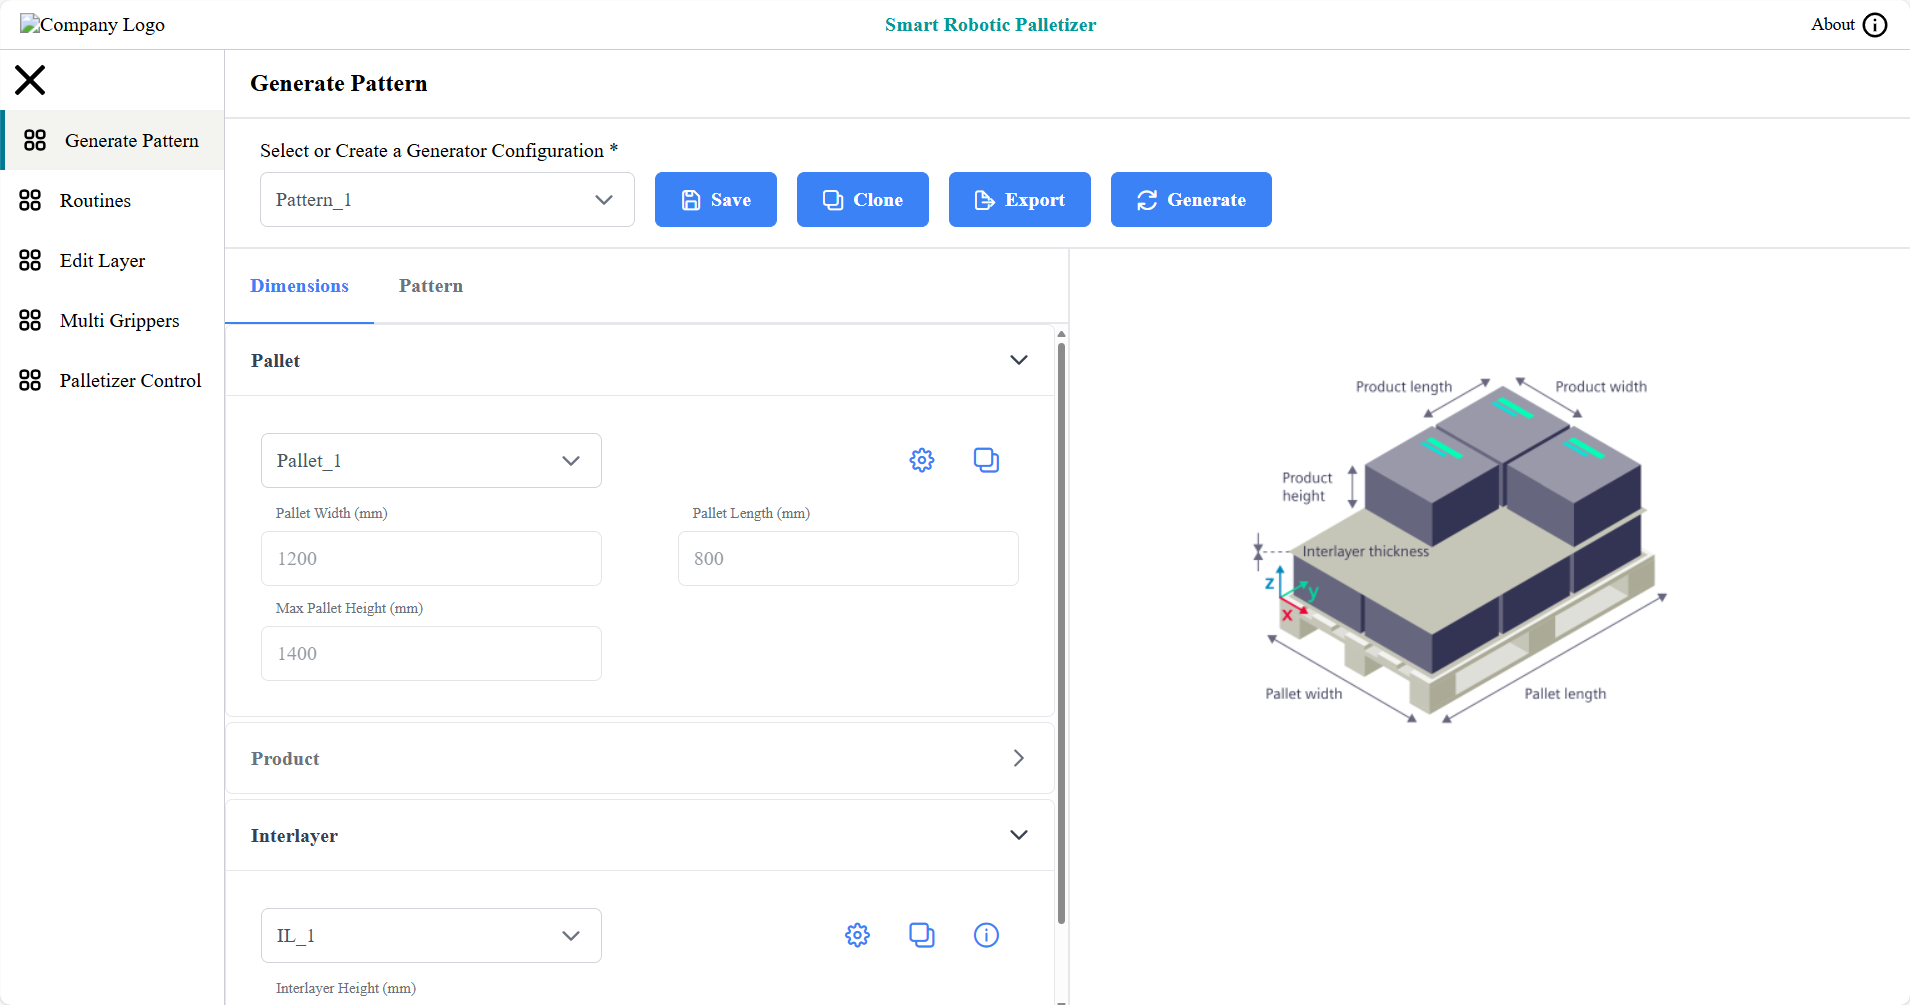 Company Logo
Smart Robotic Palletizer
About
Generate Pattern
Routines
Edit Layer
Multi Grippers
Palletizer Control
Generate Pattern
Select or Create a Generator Configuration *
Pattern_1
Save
Clone
Export
Generate
Dimensions
Pattern
Pallet
Pallet_1
Pallet Width (mm)
Pallet Length (mm)
1200
800
Max Pallet Height (mm)
1400
Product
Interlayer
IL_1
Interlayer Height (mm)
Product length
Product width
Product
height
Interlayer thickness
z
y
x
Pallet width
Pallet length